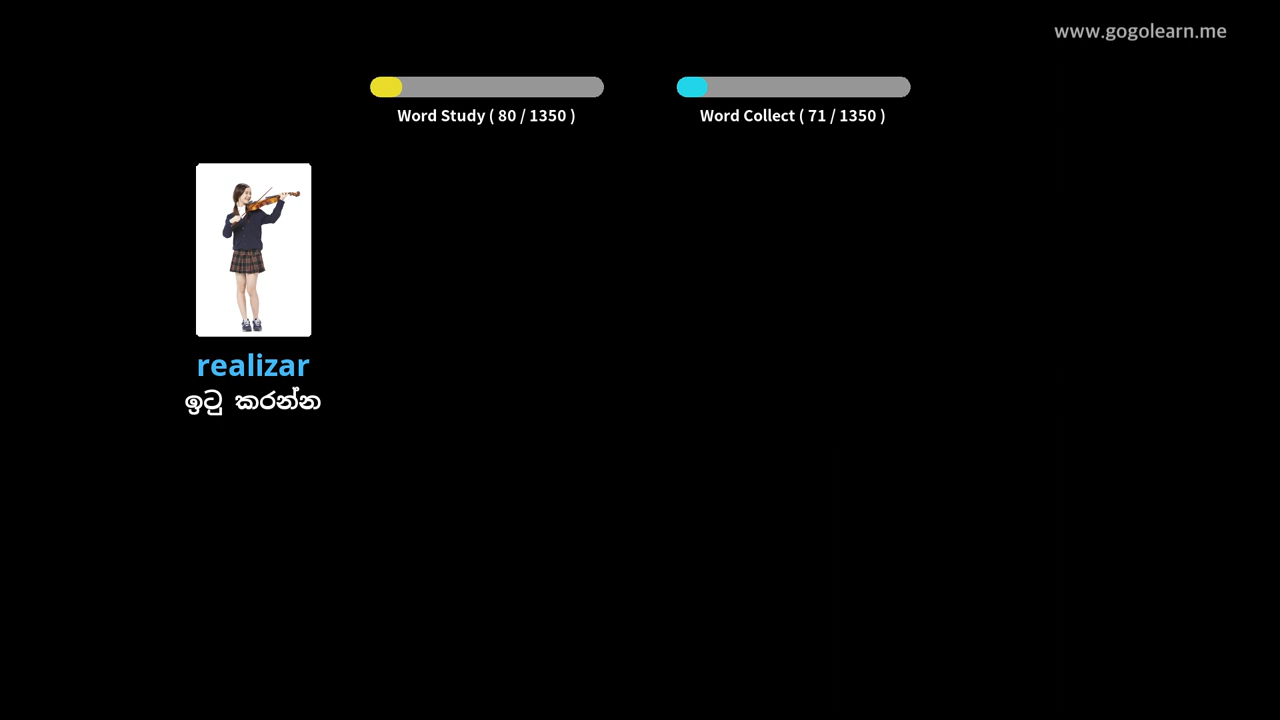 www.gogolearn.me
Word Study ( 80 / 1350 )
Word Collect ( 71 / 1350 )
realizar
ඉටු කරන්න